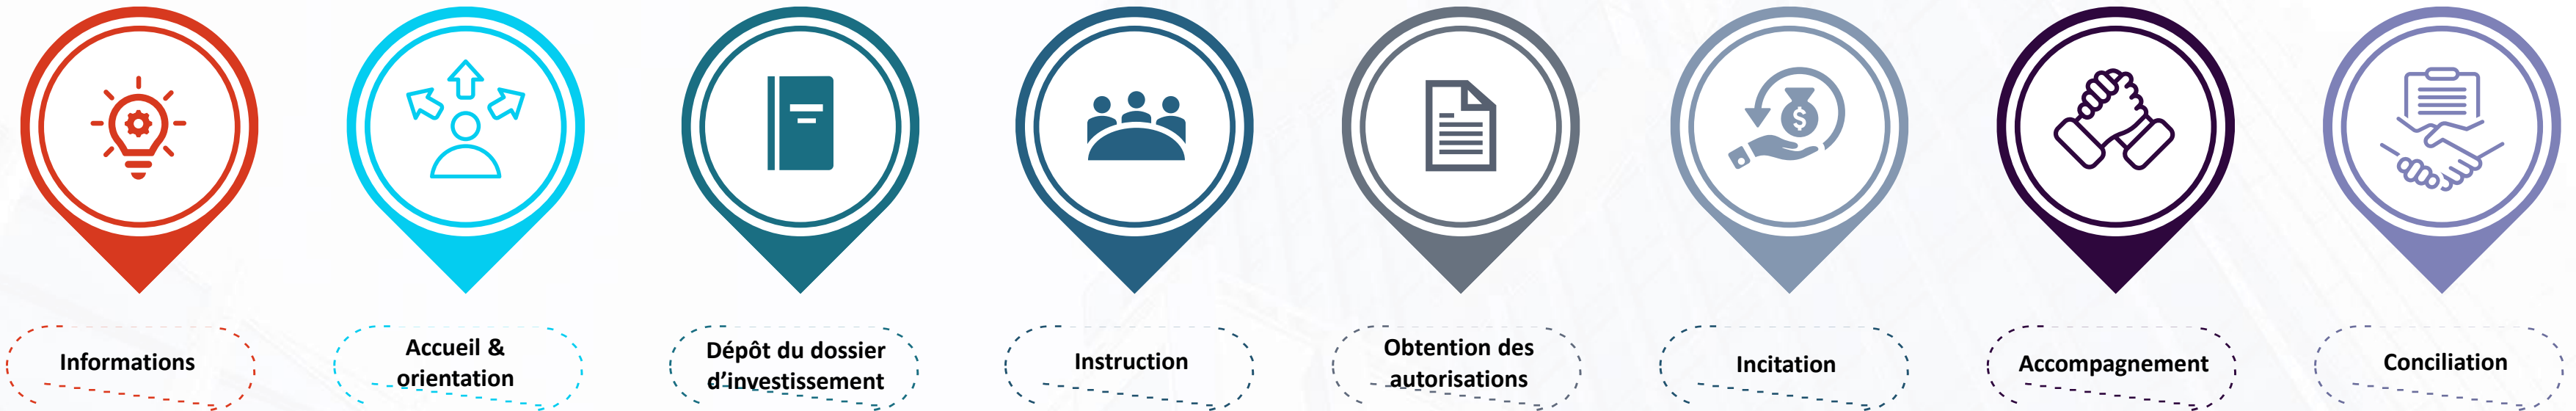 Informations
Accueil &
orientation
Dépôt du dossier
d’investissement
Instruction
Obtention des
autorisations
$
Incitation
Accompagnement
Conciliation